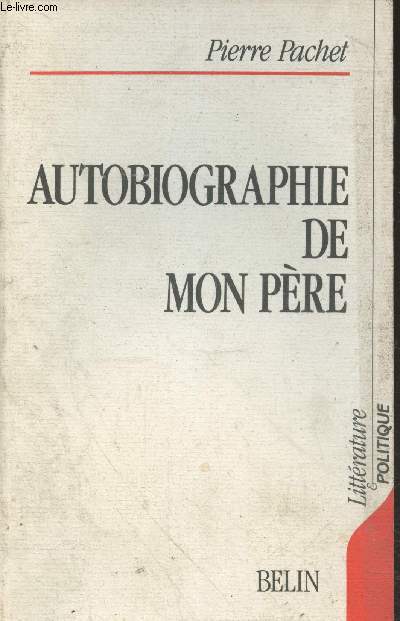 Le-livre.com
Pierre Pachet
AUTOBIOGRAPHIE
DE
MON PÈRE
Littérature
& POLITIQUE
BELIN